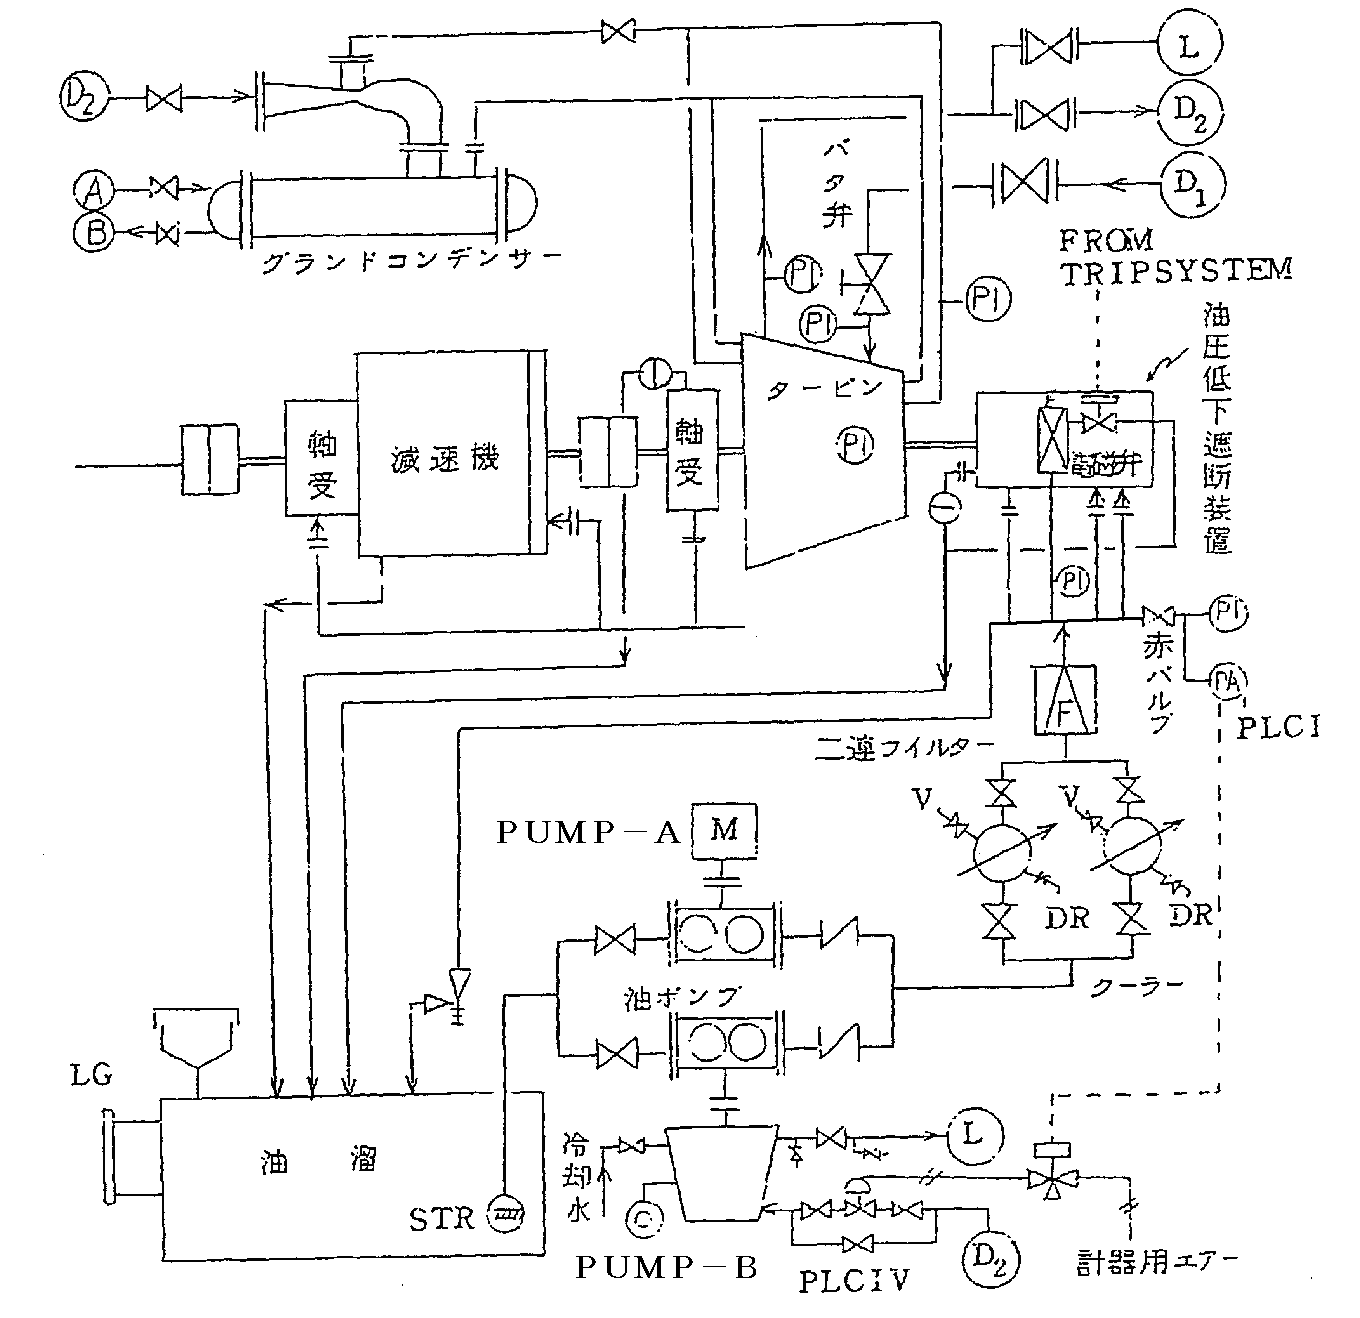 L
D2
D2
D1
A
B
グランドコンデンサー
バタ弁
FROM
TRIPSYSTEM
PI
PI
PI
油圧低下遮断装置
タービン
PI
軸受
減速機
軸受
電磁弁
PI
PI
赤バルブ
PA
PLCI
F
二連フィルター
V
V
DR
DR
クーラー
PUMP-A
M
油ポンプ
LG
油溜
STR
冷却水
C
L
PUMP-B
PLCIV
D2
計器用エアー